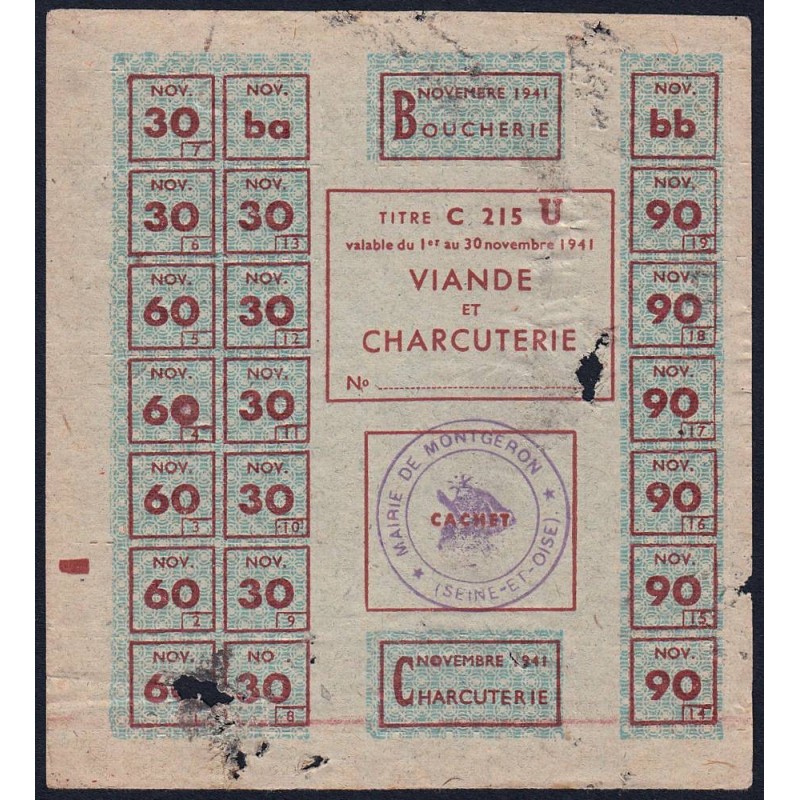 NOV.
30
7
NOV.
ba
NOV.
30
6
NOV.
30
13
NOV.
60
5
NOV.
30
12
NOV.
60
4
NOV.
30
11
NOV.
60
3
NOV.
30
10
NOV.
60
2
NOV.
30
9
NOV.
NO
30
8
NOVEMBRE 1941
BOUCHERIE
TITRE C 215 U
valable du 1er au 30 novembre 1941
VIANDE
ET
CHARCUTERIE
No
MAIRIE DE MONTGERON
CACHET
(SEINE-ET-OISE).
NOVEMBRE 1941
CHARCUTERIE
NOV.
bb
NOV.
90
19
NOV.
90
18
NOV.
90
17
NOV.
90
16
NOV.
90
15
NOV.
90
14